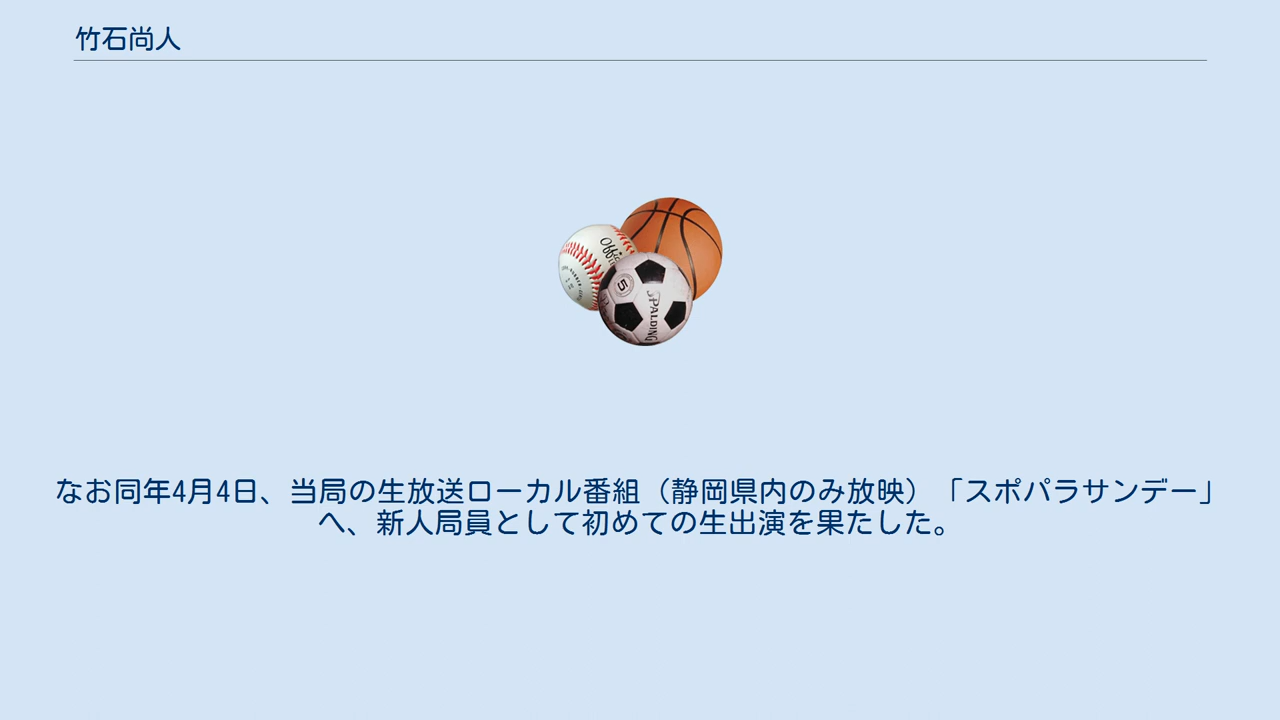 竹石尚人
Offic
5
SPALDING
なお同年4月4日、当局の生放送ローカル番組（静岡県内のみ放映）「スポパラサンデー」
へ、新人局員として初めての生出演を果たした。